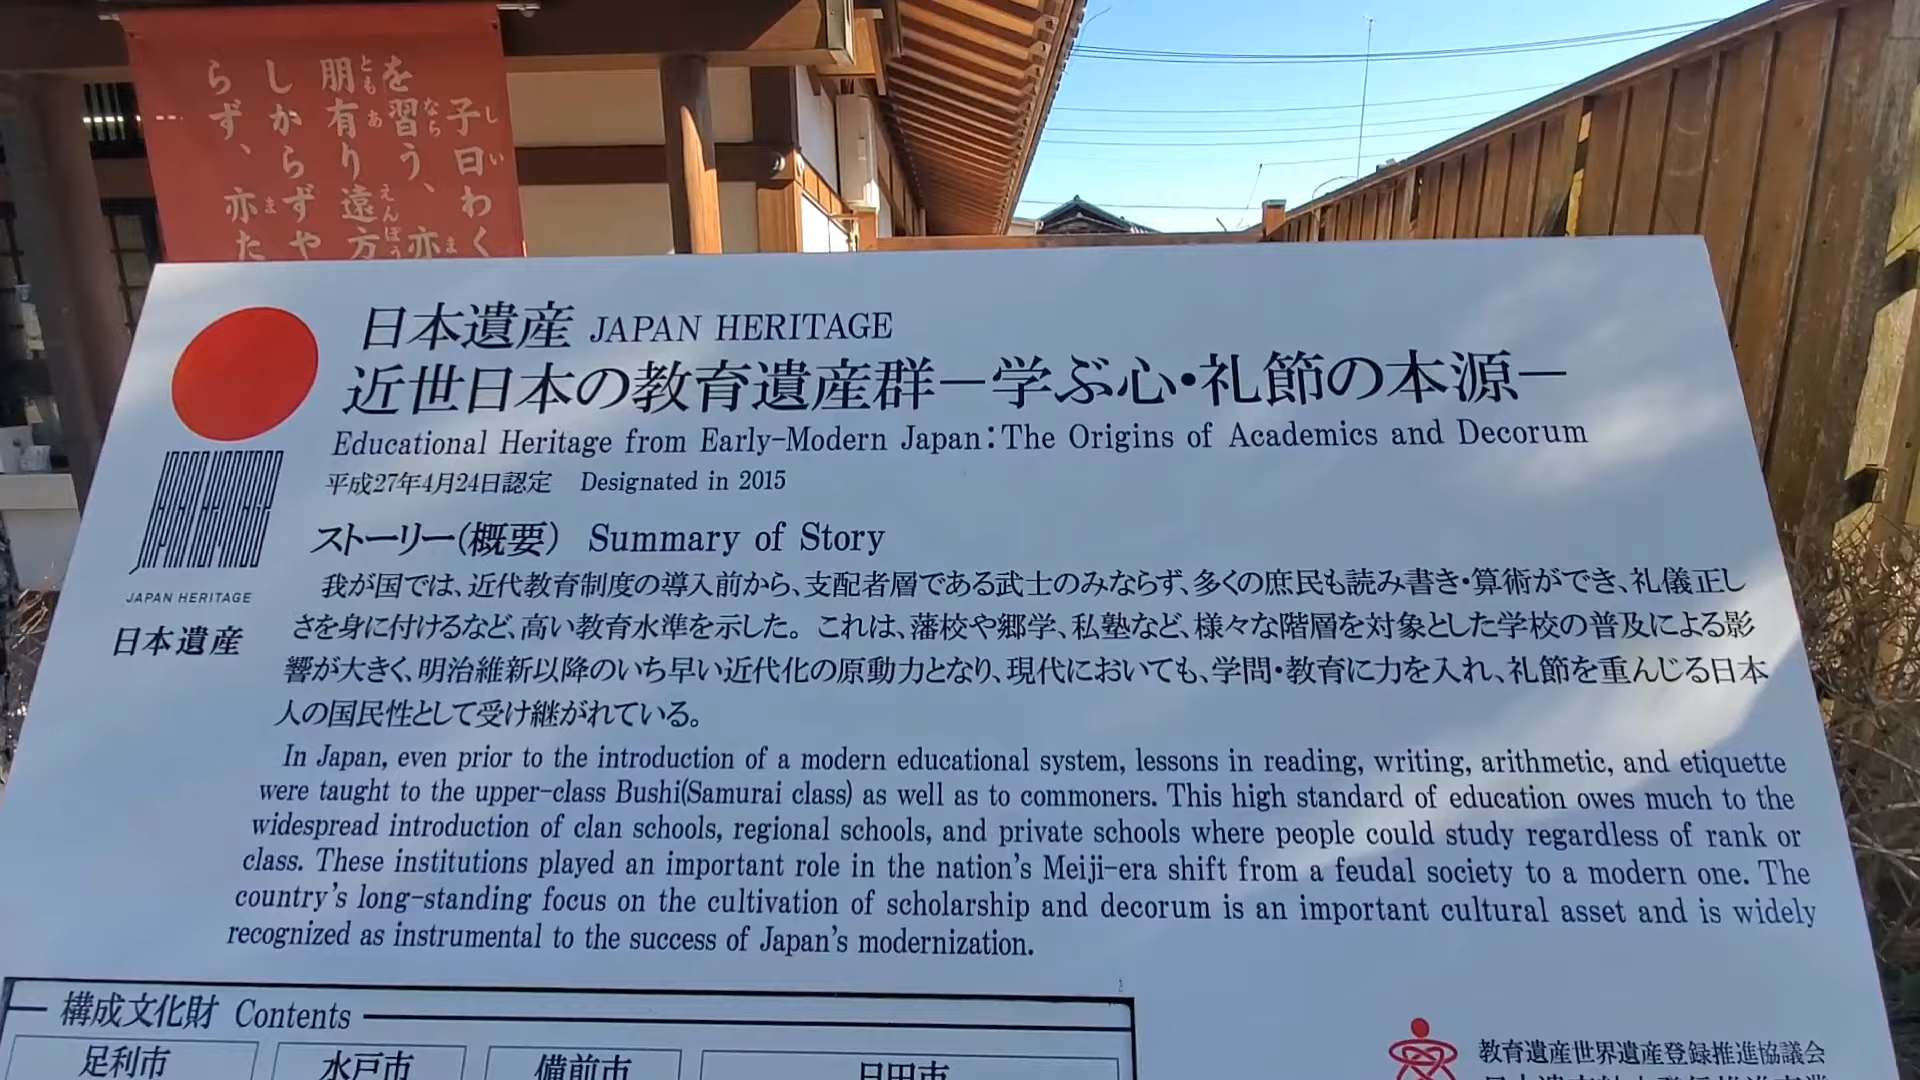 子曰わく
を習う、亦
朋有り遠方
しからずや
らず、亦た
日本遺産 JAPAN HERITAGE
近世日本の教育遺産群－学ぶ心・礼節の本源－
Educational Heritage from Early-Modern Japan：The Origins of Academics and Decorum
平成27年4月24日認定 Designated in 2015
JAPAN HERITAGE
日本遺産
ストーリー（概要） Summary of Story
我が国では、近代教育制度の導入前から、支配者層である武士のみならず、多くの庶民も読み書き・算術ができ、礼儀正し
さを身に付けるなど、高い教育水準を示した。これは、藩校や郷学、私塾など、様々な階層を対象とした学校の普及による影
響が大きく、明治維新以降のいち早い近代化の原動力となり、現代においても、学問・教育に力を入れ、礼節を重んじる日本
人の国民性として受け継がれている。
In Japan, even prior to the introduction of a modern educational system, lessons in reading, writing, arithmetic, and etiquette
were taught to the upper-class Bushi(Samurai class) as well as to commoners. This high standard of education owes much to the
widespread introduction of clan schools, regional schools, and private schools where people could study regardless of rank or
class. These institutions played an important role in the nation's Meiji-era shift from a feudal society to a modern one. The
country's long-standing focus on the cultivation of scholarship and decorum is an important cultural asset and is widely
recognized as instrumental to the success of Japan's modernization.
構成文化財 Contents
足利市
水戸市
備前市
日田市
教育遺産世界遺産登録推進協議会